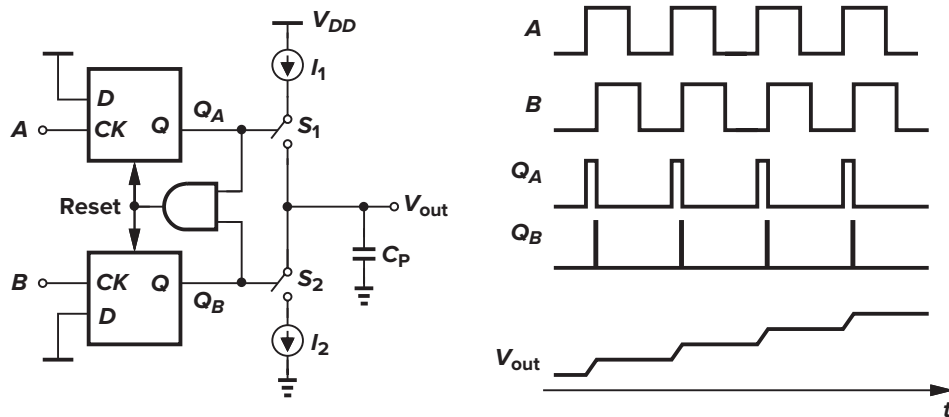 V_DD
I_1
D
Q_A
A
CK
Q
S_1
Reset
V_out
C_P
B
CK
Q
S_2
D
Q_B
I_2
A
B
Q_A
Q_B
V_out
t